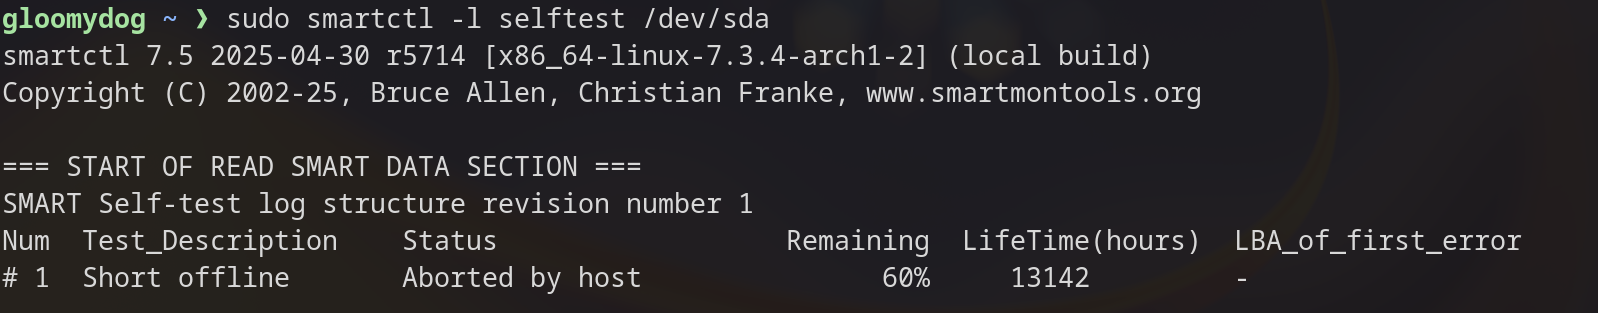 gloomydog ~ ❯ sudo smartctl -l selftest /dev/sda
smartctl 7.5 2025-04-30 r5714 [x86_64-linux-7.3.4-arch1-2] (local build)
Copyright (C) 2002-25, Bruce Allen, Christian Franke, www.smartmontools.org
=== START OF READ SMART DATA SECTION ===
SMART Self-test log structure revision number 1
Num  Test_Description    Status                  Remaining  LifeTime(hours)  LBA_of_first_error
# 1  Short offline       Aborted by host               60%     13142         -